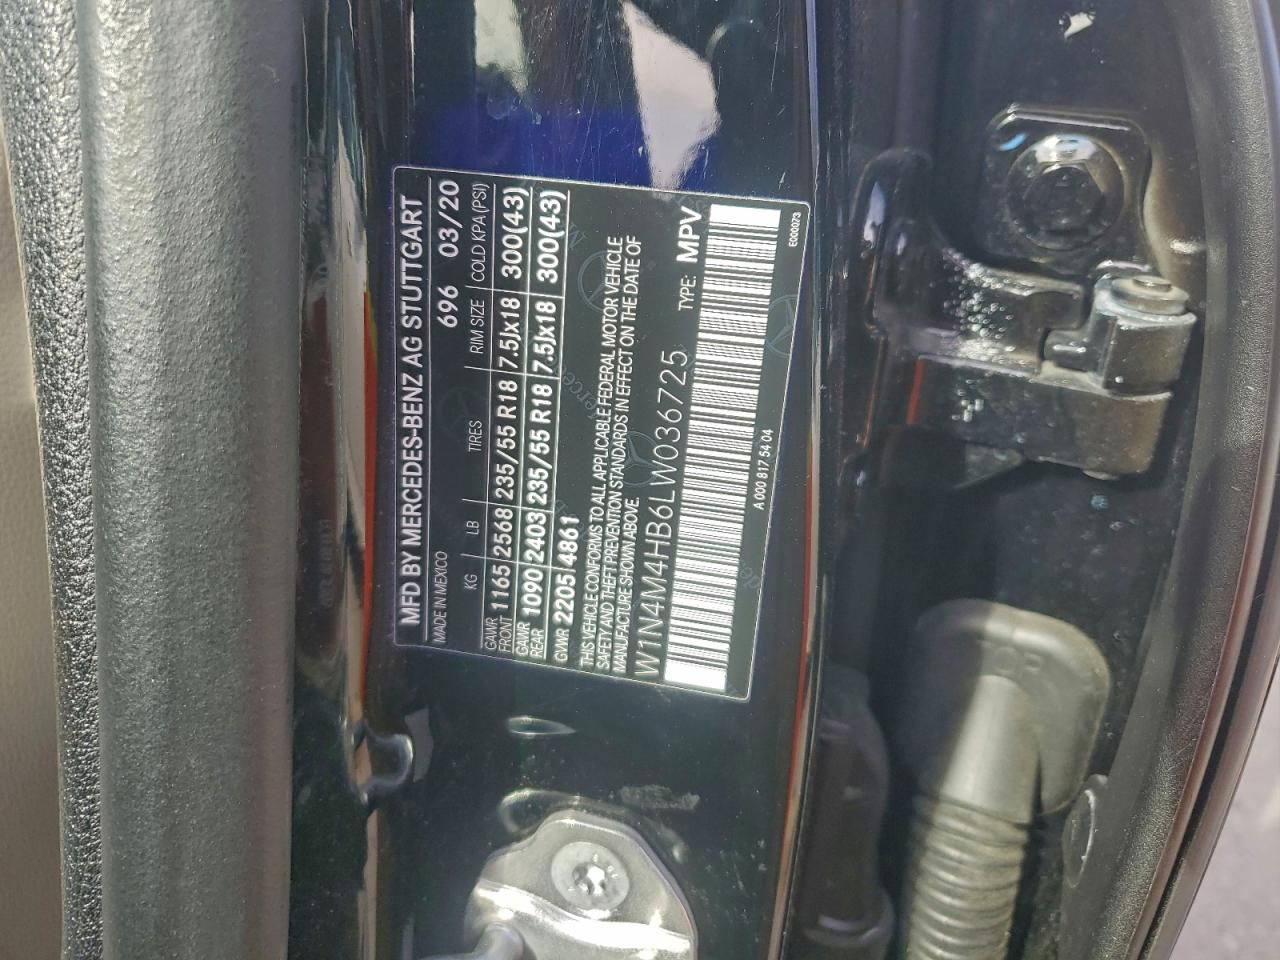 MFD BY MERCEDES-BENZ AG STUTTGART
MADE IN MEXICO 696 03/20
KG LB TIRES RIM SIZE COLD KPA (PSI)
GAWR FRONT 1165 2568 235/55 R18 7.5Jx18 300(43)
GAWR REAR 1090 2403 235/55 R18 7.5Jx18 300(43)
GVWR 2205 4861
THIS VEHICLE CONFORMS TO ALL APPLICABLE FEDERAL MOTOR VEHICLE
SAFETY AND THEFT PREVENTION STANDARDS IN EFFECT ON THE DATE OF
MANUFACTURE SHOWN ABOVE.
W1N4M4HB6LW036725 TYPE: MPV
A 000 817 54 04 E000073